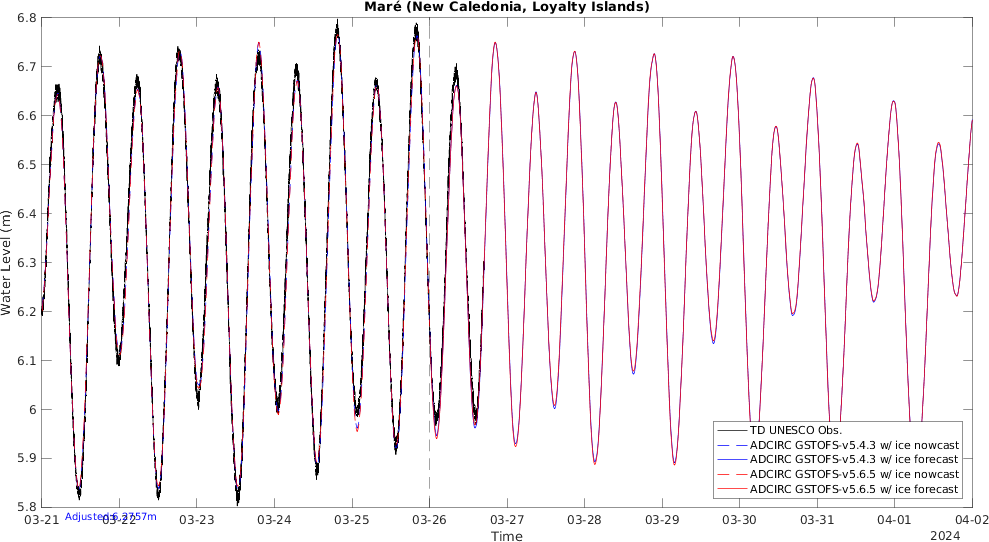 Maré (New Caledonia, Loyalty Islands)
6.8
6.7
6.6
6.5
6.4
6.3
6.2
6.1
6
5.9
5.8
Water Level (m)
TD UNESCO Obs.
ADCIRC GSTOFS-v5.4.3 w/ ice nowcast
ADCIRC GSTOFS-v5.4.3 w/ ice forecast
ADCIRC GSTOFS-v5.6.5 w/ ice nowcast
ADCIRC GSTOFS-v5.6.5 w/ ice forecast
03-21 03-22 03-23 03-24 03-25 03-26 03-27 03-28 03-29 03-30 03-31 04-01 04-02
Adjusted 6.2757m
Time
2024